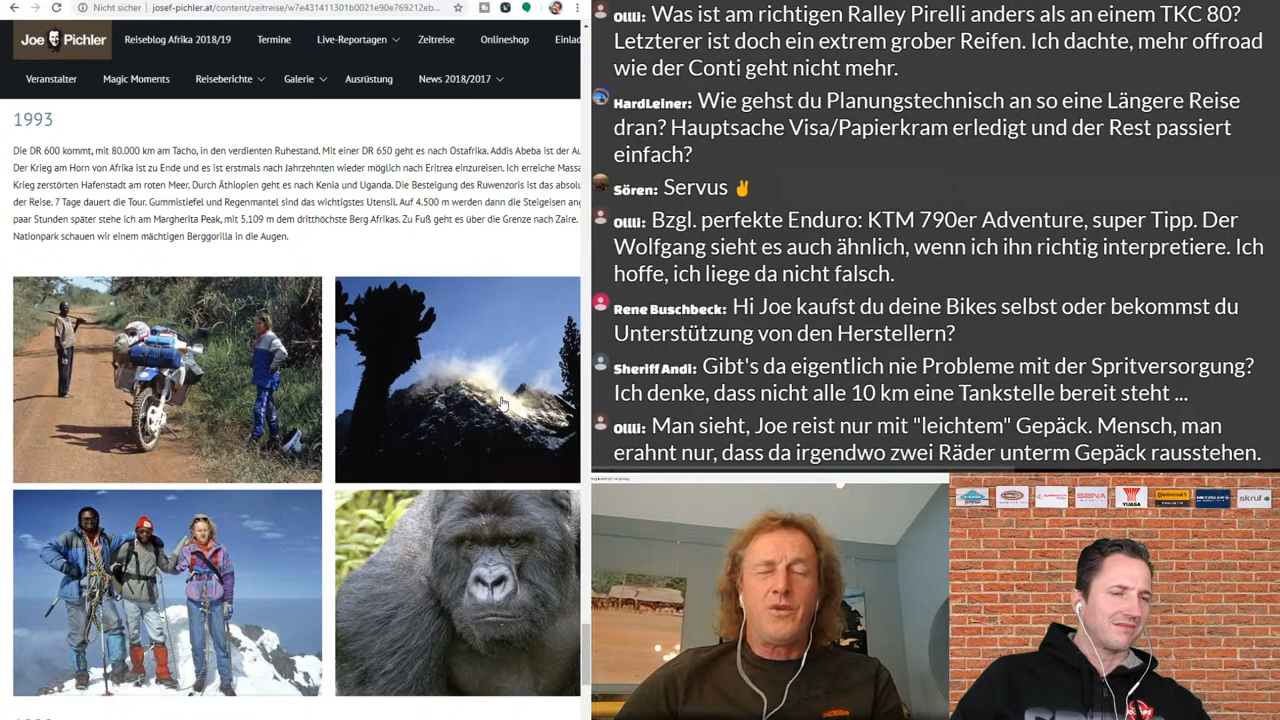 Nicht sicher
josef-pichler.at/content/zeitreise/w7e431411301b0021e90e769212eb...
Joe Pichler
Reiseblog Afrika 2018/19
Termine
Live-Reportagen
Zeitreise
Onlineshop
Einlad
Veranstalter
Magic Moments
Reiseberichte
Galerie
Ausrüstung
News 2018/2017
1993
Die DR 600 kommt, mit 80.000 km am Tacho, in den verdienten Ruhestand. Mit einer DR 650 geht es nach Ostafrika. Addis Abeba ist der Au
Der Krieg am Horn von Afrika ist zu Ende und es ist erstmals nach Jahrzehnten wieder möglich nach Eritrea einzureisen. Ich erreiche Massa
Krieg zerstörten Hafenstadt am roten Meer. Durch Äthiopien geht es nach Kenia und Uganda. Die Besteigung des Ruwenzoris ist das absolu
der Reise. 7 Tage dauert die Tour. Gummistiefel und Regenmantel sind das wichtigstes Utensil. Auf 4.500 m werden dann die Steigeisen ang
paar Stunden später stehe ich am Margherita Peak, mit 5.109 m dem dritthöchste Berg Afrikas. Zu Fuß geht es über die Grenze nach Zaire.
Nationpark schauen wir einem mächtigen Berggorilla in die Augen.
Ollli: Was ist am richtigen Ralley Pirelli anders als an einem TKC 80?
Letzterer ist doch ein extrem grober Reifen. Ich dachte, mehr offroad
wie der Conti geht nicht mehr.
HardLeiner: Wie gehst du Planungstechnisch an so eine Längere Reise
dran? Hauptsache Visa/Papierkram erledigt und der Rest passiert
einfach?
Sören: Servus ✌
Ollli: Bzgl. perfekte Enduro: KTM 790er Adventure, super Tipp. Der
Wolfgang sieht es auch ähnlich, wenn ich ihn richtig interpretiere. Ich
hoffe, ich liege da nicht falsch.
Rene Buschbeck: Hi Joe kaufst du deine Bikes selbst oder bekommst du
Unterstützung von den Herstellern?
Sheriff Andi: Gibt's da eigentlich nie Probleme mit der Spritversorgung?
Ich denke, dass nicht alle 10 km eine Tankstelle bereit steht ...
Ollli: Man sieht, Joe reist nur mit "leichtem" Gepäck. Mensch, man
erahnt nur, dass da irgendwo zwei Räder unterm Gepäck rausstehen.
SENA
YUASA
Continental
METZELER
skruf